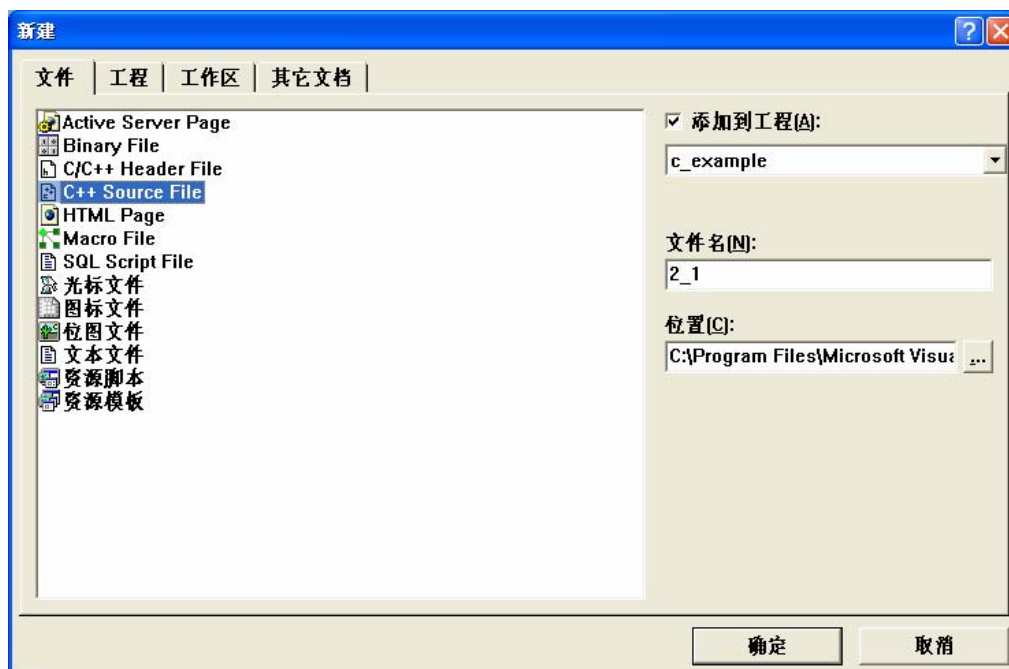 新建
文件 工程 工作区 其它文档
Active Server Page
Binary File
C/C++ Header File
C++ Source File
HTML Page
Macro File
SQL Script File
光标文件
图标文件
位图文件
文本文件
资源脚本
资源模板
添加到工程(A):
c_example
文件名(N):
2_1
位置(C):
C:\Program Files\Microsoft Visua ...
确定 取消